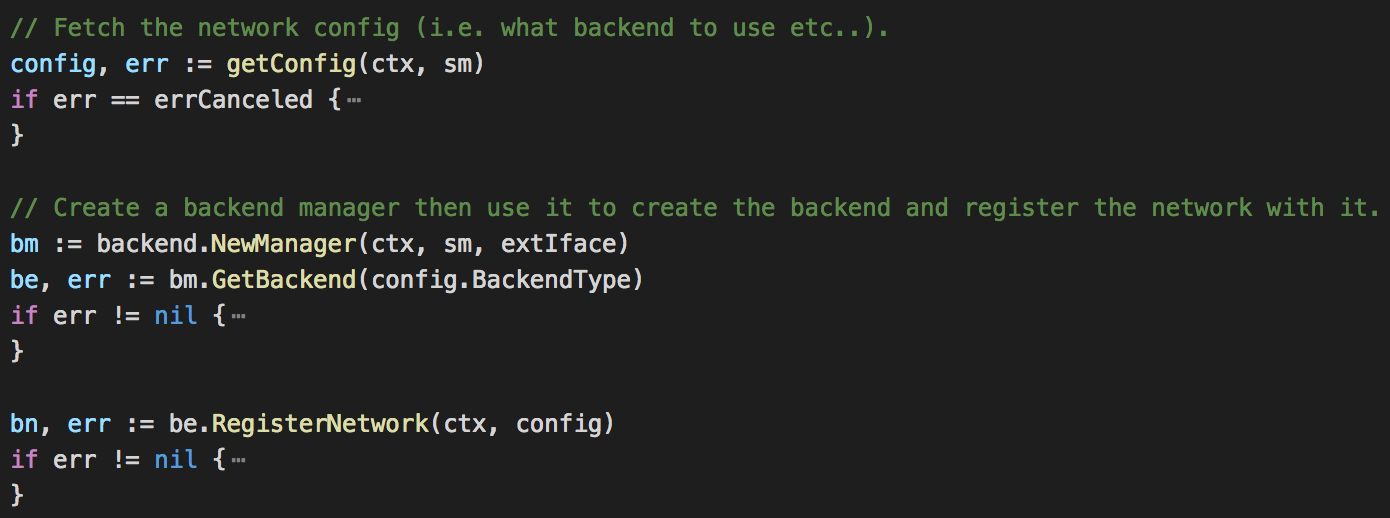 // Fetch the network config (i.e. what backend to use etc..).
config, err := getConfig(ctx, sm)
if err == errCanceled {⋯
}
// Create a backend manager then use it to create the backend and register the network with it.
bm := backend.NewManager(ctx, sm, extIface)
be, err := bm.GetBackend(config.BackendType)
if err != nil {⋯
}
bn, err := be.RegisterNetwork(ctx, config)
if err != nil {⋯
}